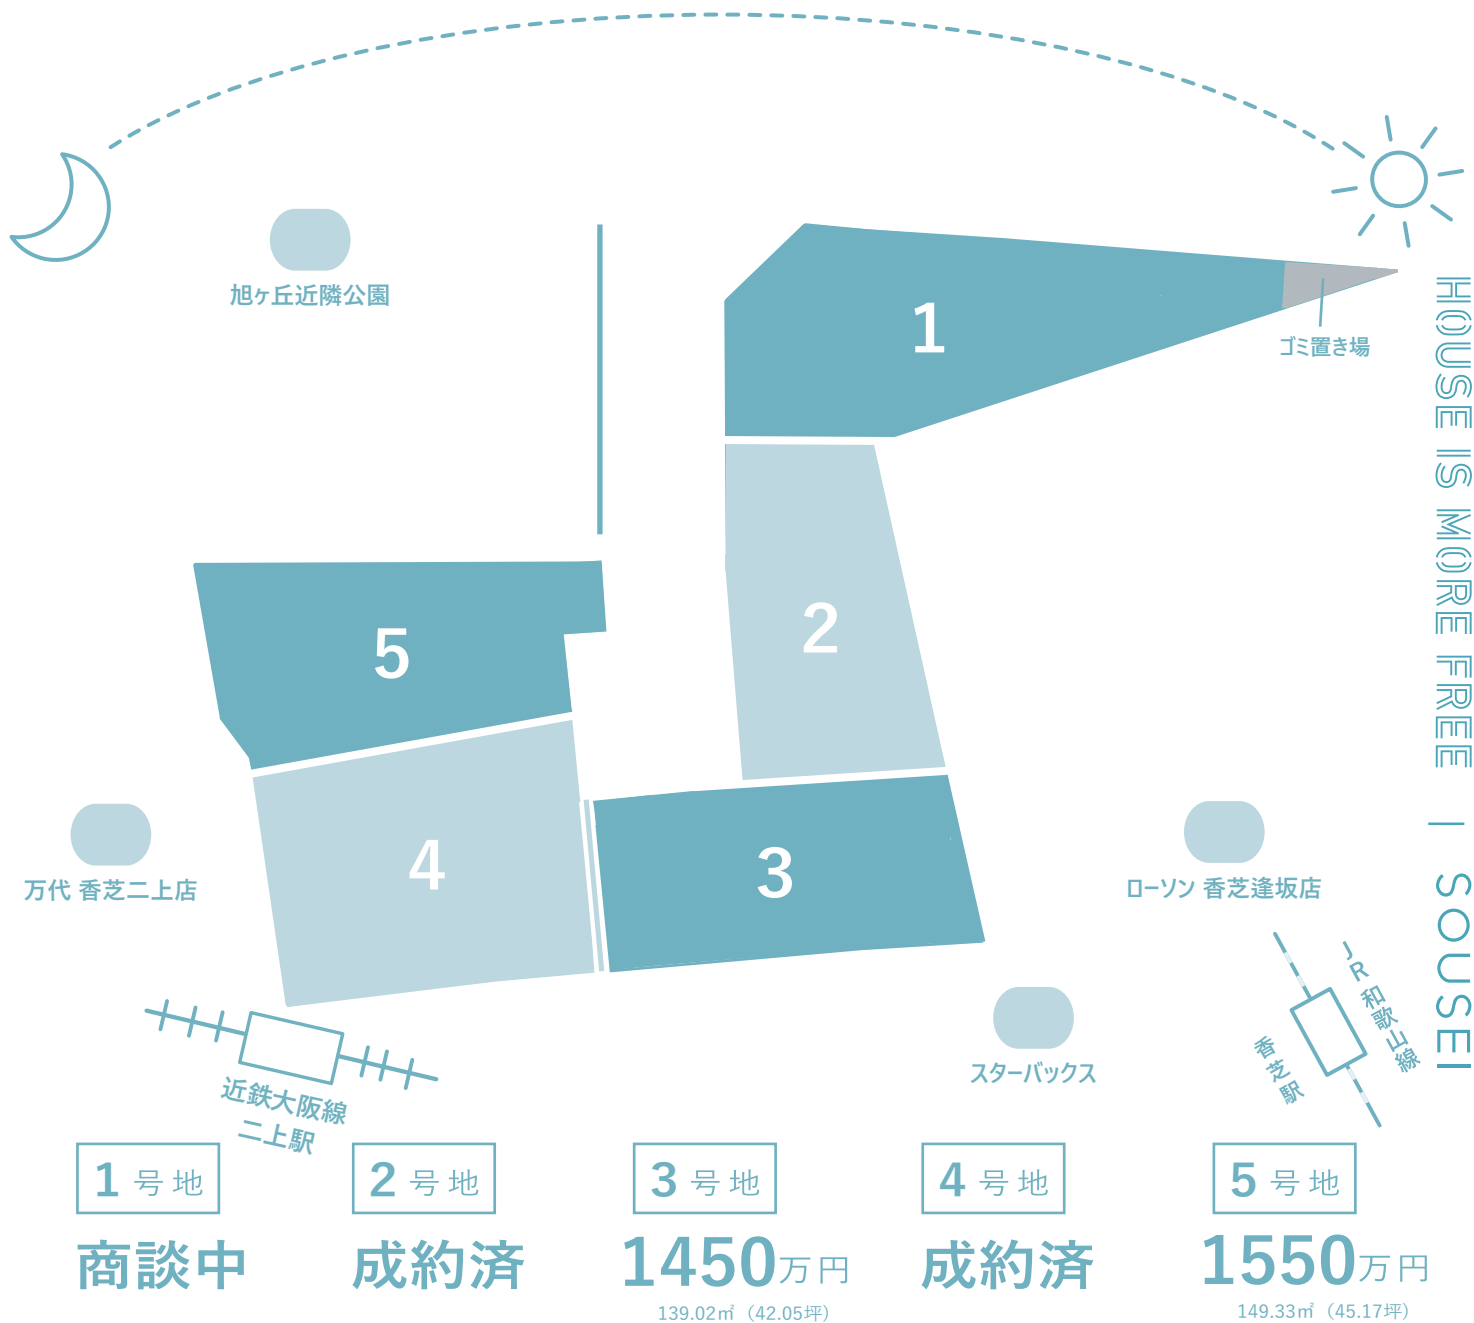 旭ヶ丘近隣公園
1
ゴミ置き場
2
5
4
3
万代 香芝二上店
ローソン 香芝逢坂店
スターバックス
近鉄大阪線
二上駅
JR和歌山線
香芝駅
HOUSE IS MORE FREE | SOUSEI
1号地
商談中
2号地
成約済
3号地
1450万円
139.02㎡（42.05坪）
4号地
成約済
5号地
1550万円
149.33㎡（45.17坪）